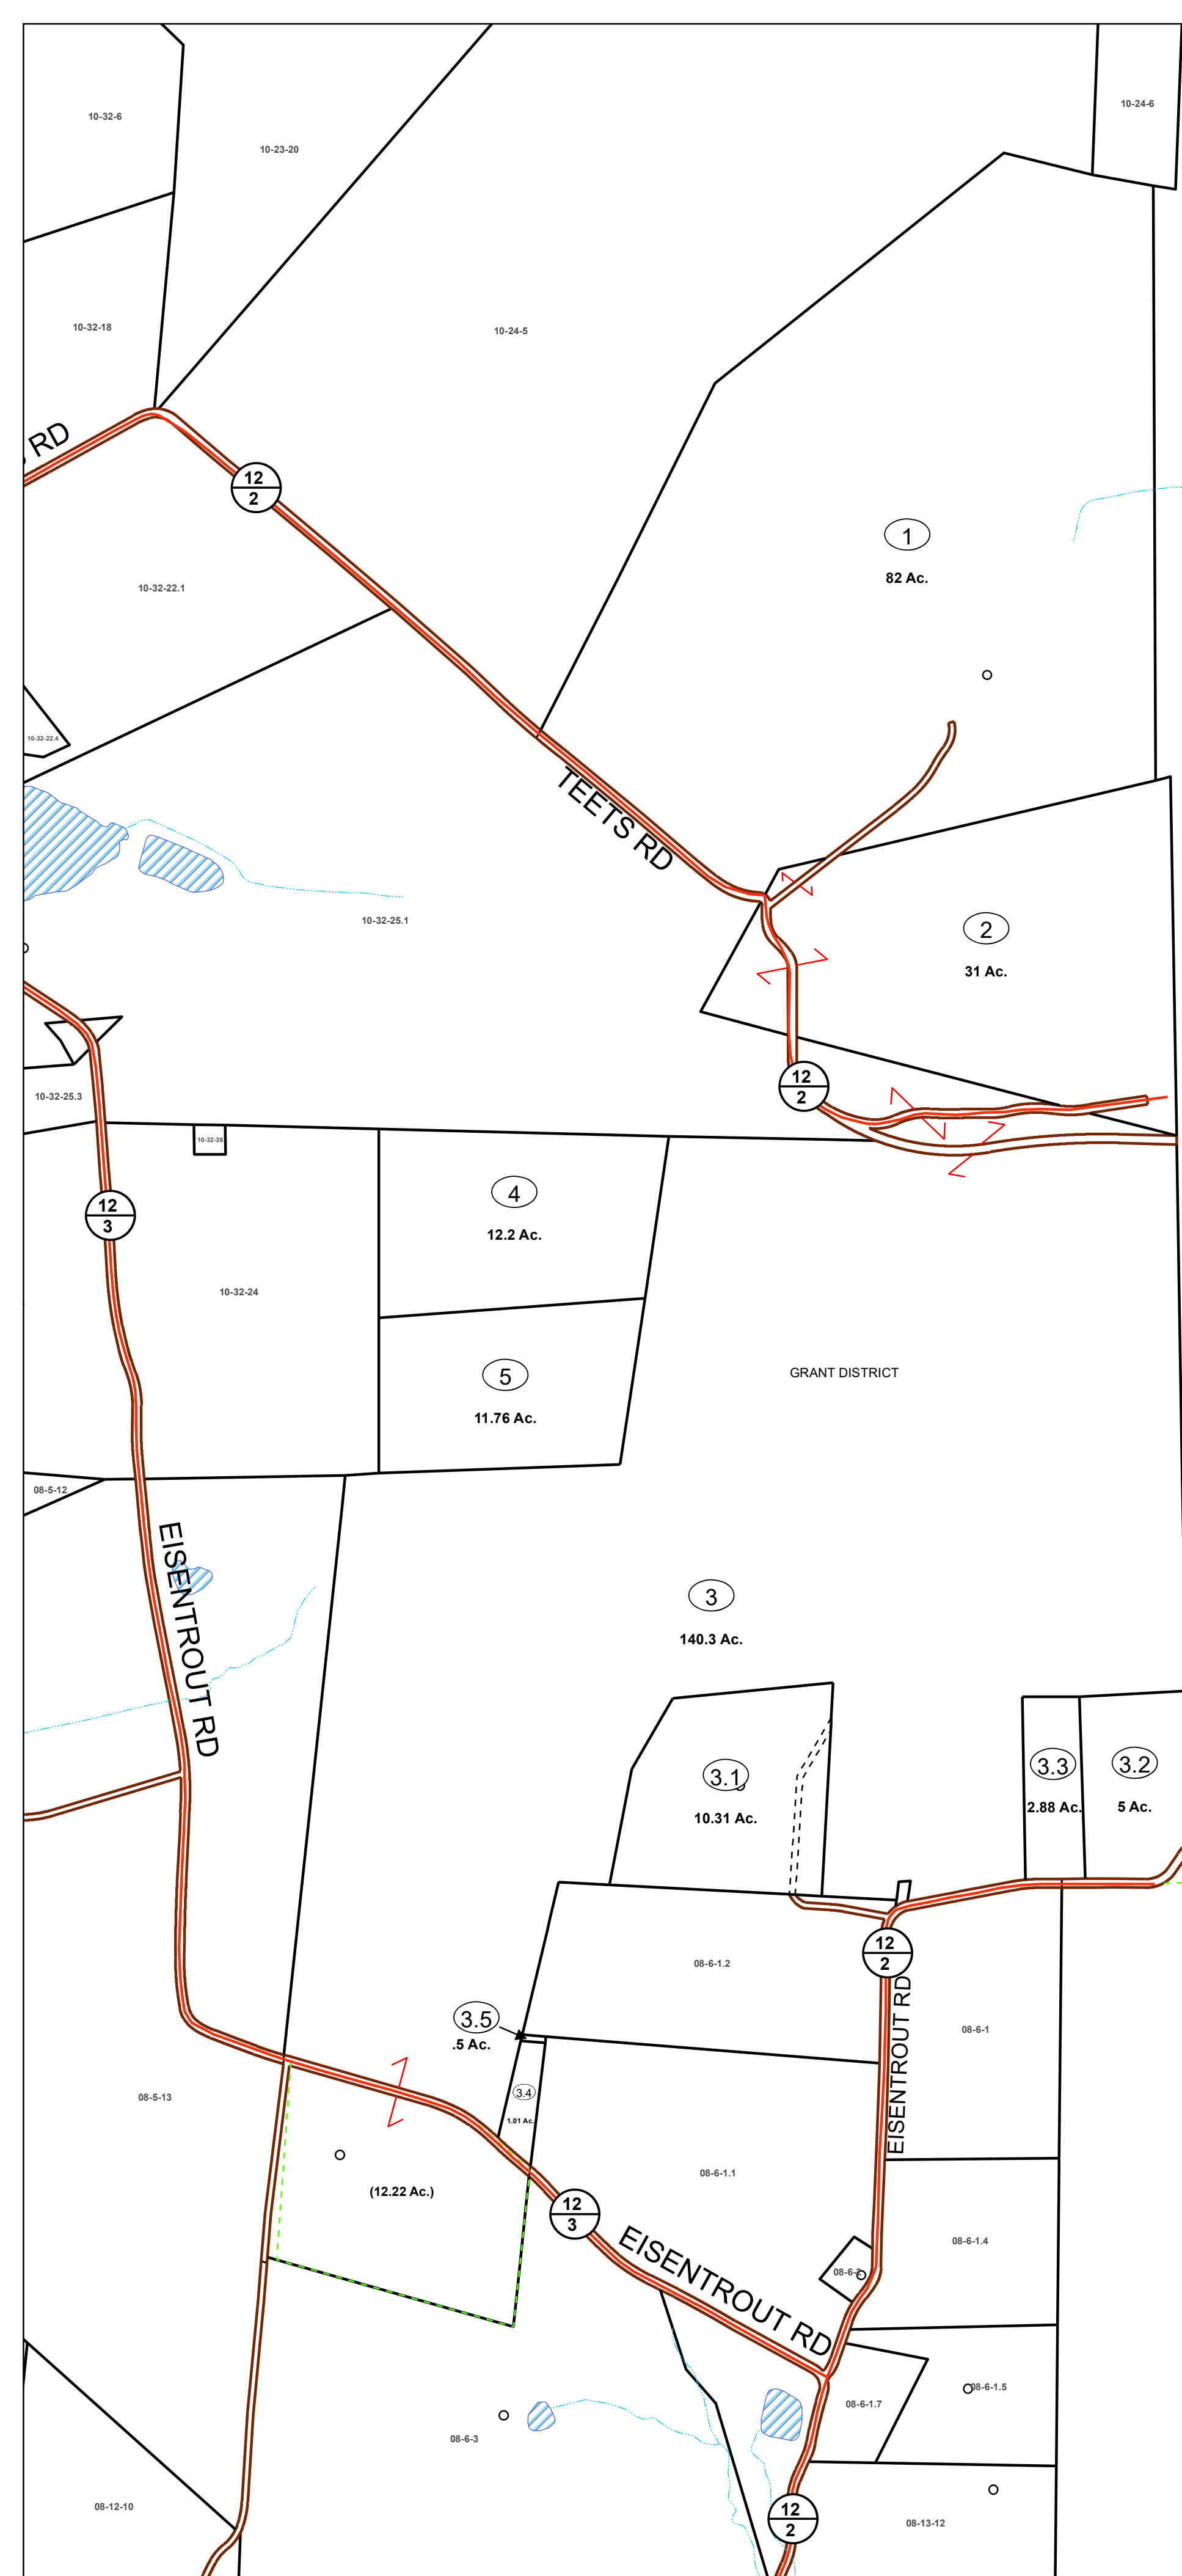 10-32-6
10-24-6
10-23-20
10-32-18
10-24-5
RD
12
2
1
82 Ac.
10-32-22.1
10-32-22.4
TEETS RD
10-32-25.1
2
31 Ac.
12
2
10-32-25.3
10-32-26
12
3
4
12.2 Ac.
10-32-24
GRANT DISTRICT
5
11.76 Ac.
08-5-12
EISENTROUT RD
3
140.3 Ac.
3.1
10.31 Ac.
3.3
2.88 Ac.
3.2
5 Ac.
12
2
08-6-1.2
EISENTROUT RD
3.5
.5 Ac.
08-6-1
3.4
1.01 Ac.
08-5-13
08-6-1.1
(12.22 Ac.)
12
3
EISENTROUT RD
08-6-1.4
08-6-2
08-6-1.5
08-6-1.7
08-6-3
08-12-10
12
2
08-13-12